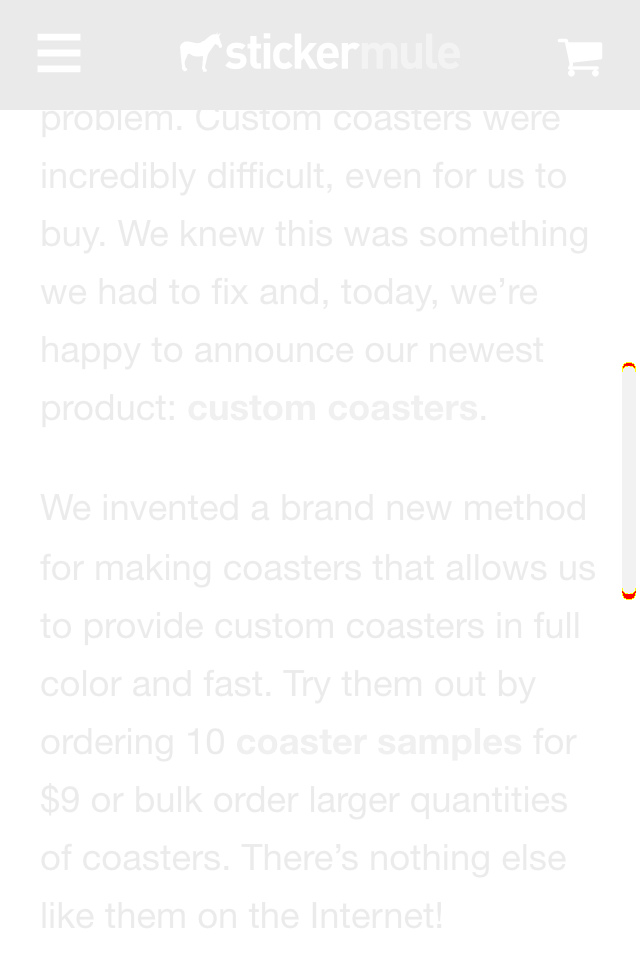 stickermule
problem. Custom coasters were
incredibly difficult, even for us to
buy. We knew this was something
we had to fix and, today, we’re
happy to announce our newest
product: custom coasters.
We invented a brand new method
for making coasters that allows us
to provide custom coasters in full
color and fast. Try them out by
ordering 10 coaster samples for
$9 or bulk order larger quantities
of coasters. There’s nothing else
like them on the Internet!